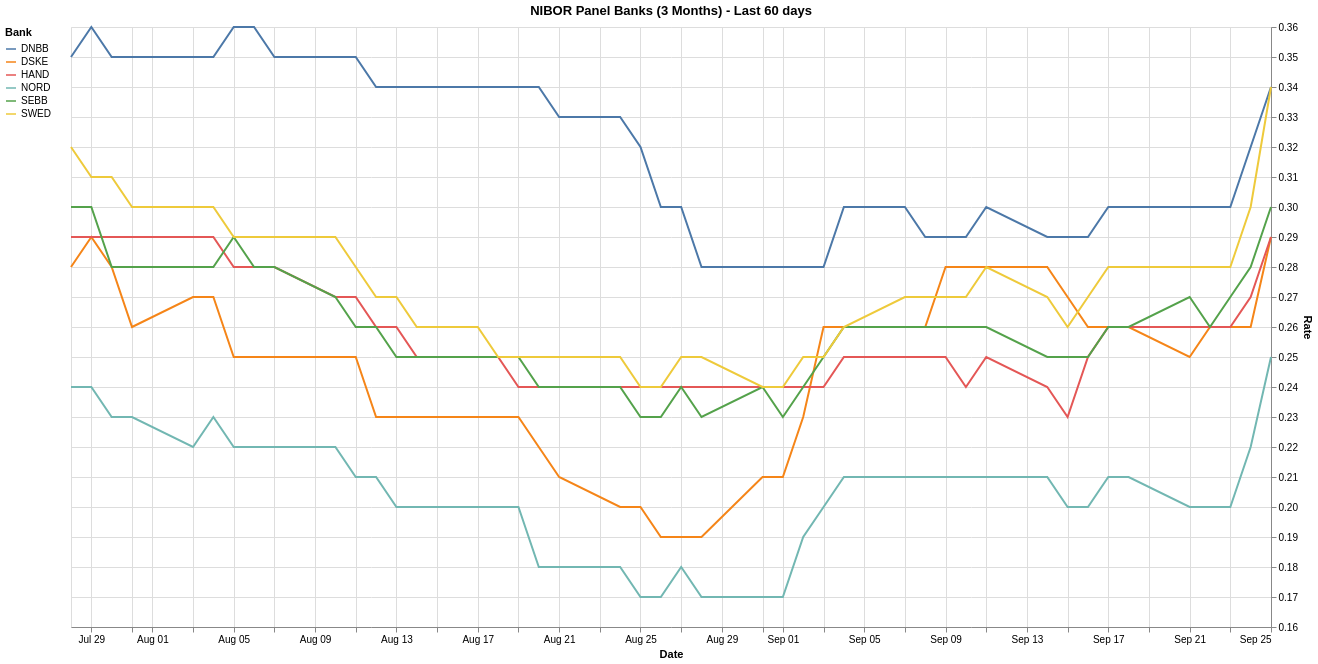 NIBOR Panel Banks (3 Months) - Last 60 days
Bank
DNBB
DSKE
HAND
NORD
SEBB
SWED
0.36
0.35
0.34
0.33
0.32
0.31
0.30
0.29
0.28
0.27
0.26
0.25
0.24
0.23
0.22
0.21
0.20
0.19
0.18
0.17
0.16
Rate
Jul 29 Aug 01 Aug 05 Aug 09 Aug 13 Aug 17 Aug 21 Aug 25 Aug 29 Sep 01 Sep 05 Sep 09 Sep 13 Sep 17 Sep 21 Sep 25
Date